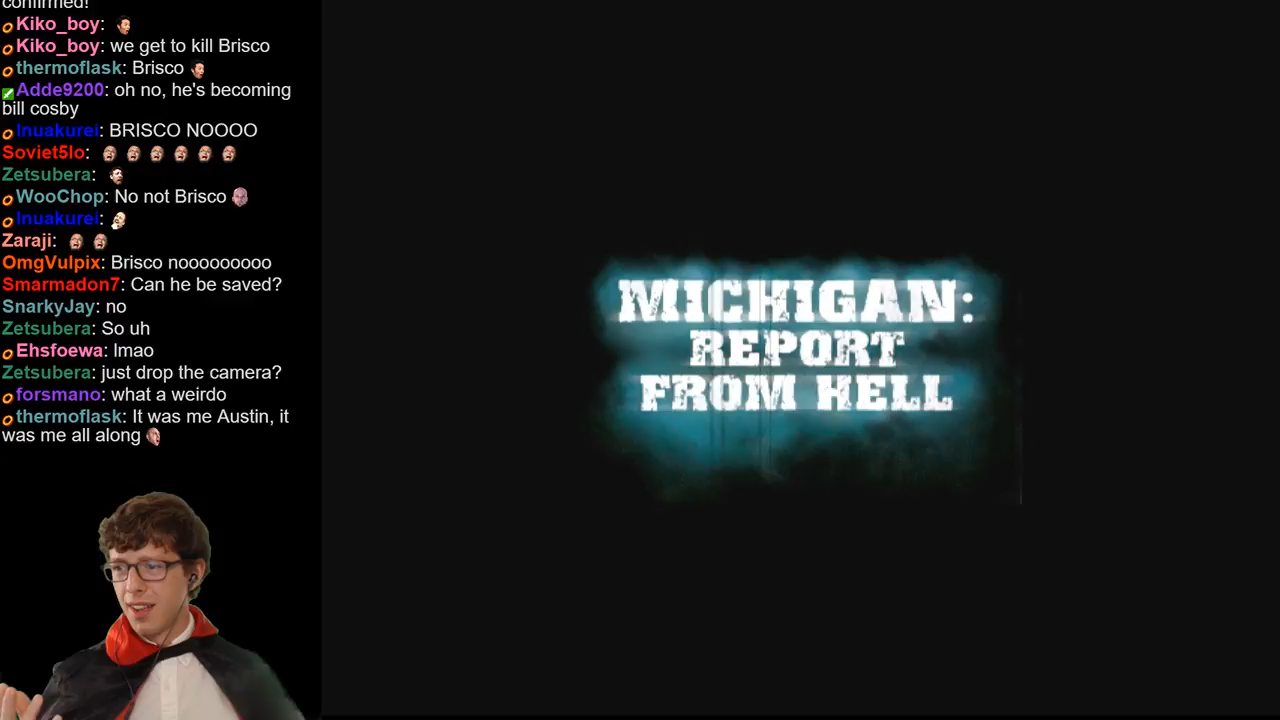 confirmed!
Kiko_boy:
Kiko_boy: we get to kill Brisco
thermoflask: Brisco
Adde9200: oh no, he's becoming
bill cosby
Inuakurei: BRISCO NOOOO
Soviet5lo:
Zetsubera:
WooChop: No not Brisco
Inuakurei:
Zaraji:
OmgVulpix: Brisco nooooooooo
Smarmadon7: Can he be saved?
SnarkyJay: no
Zetsubera: So uh
Ehsfoewa: lmao
Zetsubera: just drop the camera?
forsmano: what a weirdo
thermoflask: It was me Austin, it
was me all along
MICHIGAN:
REPORT
FROM HELL